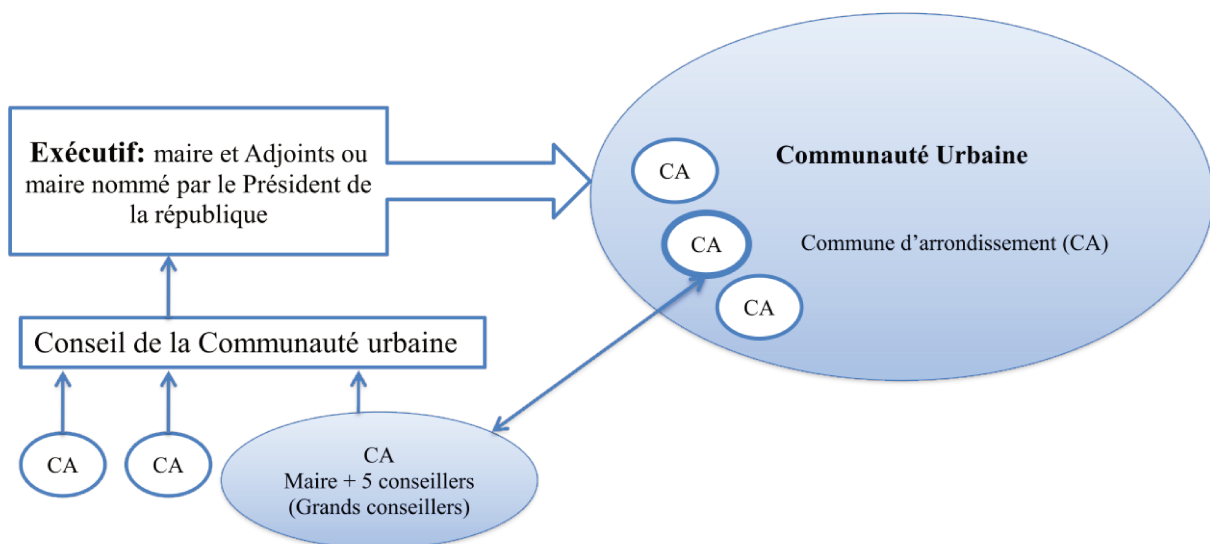 Exécutif: maire et Adjoints ou
maire nommé par le Président de
la république
Conseil de la Communauté urbaine
CA
CA
CA
Maire + 5 conseillers
(Grands conseillers)
CA
Communauté Urbaine
CA
Commune d’arrondissement (CA)
CA